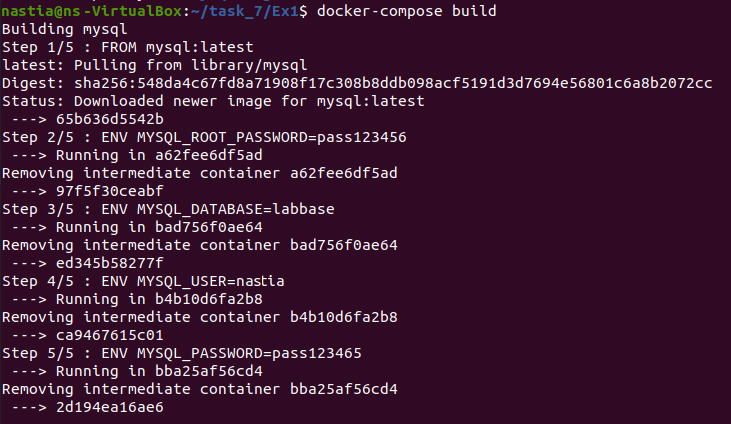 nastia@ns-VirtualBox:~/task_7/Ex1$ docker-compose build
Building mysql
Step 1/5 : FROM mysql:latest
latest: Pulling from library/mysql
Digest: sha256:548da4c67fd8a71908f17c308b8ddb098acf5191d3d7694e56801c6a8b2072cc
Status: Downloaded newer image for mysql:latest
 ---> 65b636d5542b
Step 2/5 : ENV MYSQL_ROOT_PASSWORD=pass123456
 ---> Running in a62fee6df5ad
Removing intermediate container a62fee6df5ad
 ---> 97f5f30ceabf
Step 3/5 : ENV MYSQL_DATABASE=labbase
 ---> Running in bad756f0ae64
Removing intermediate container bad756f0ae64
 ---> ed345b58277f
Step 4/5 : ENV MYSQL_USER=nastia
 ---> Running in b4b10d6fa2b8
Removing intermediate container b4b10d6fa2b8
 ---> ca9467615c01
Step 5/5 : ENV MYSQL_PASSWORD=pass123465
 ---> Running in bba25af56cd4
Removing intermediate container bba25af56cd4
 ---> 2d194ea16ae6